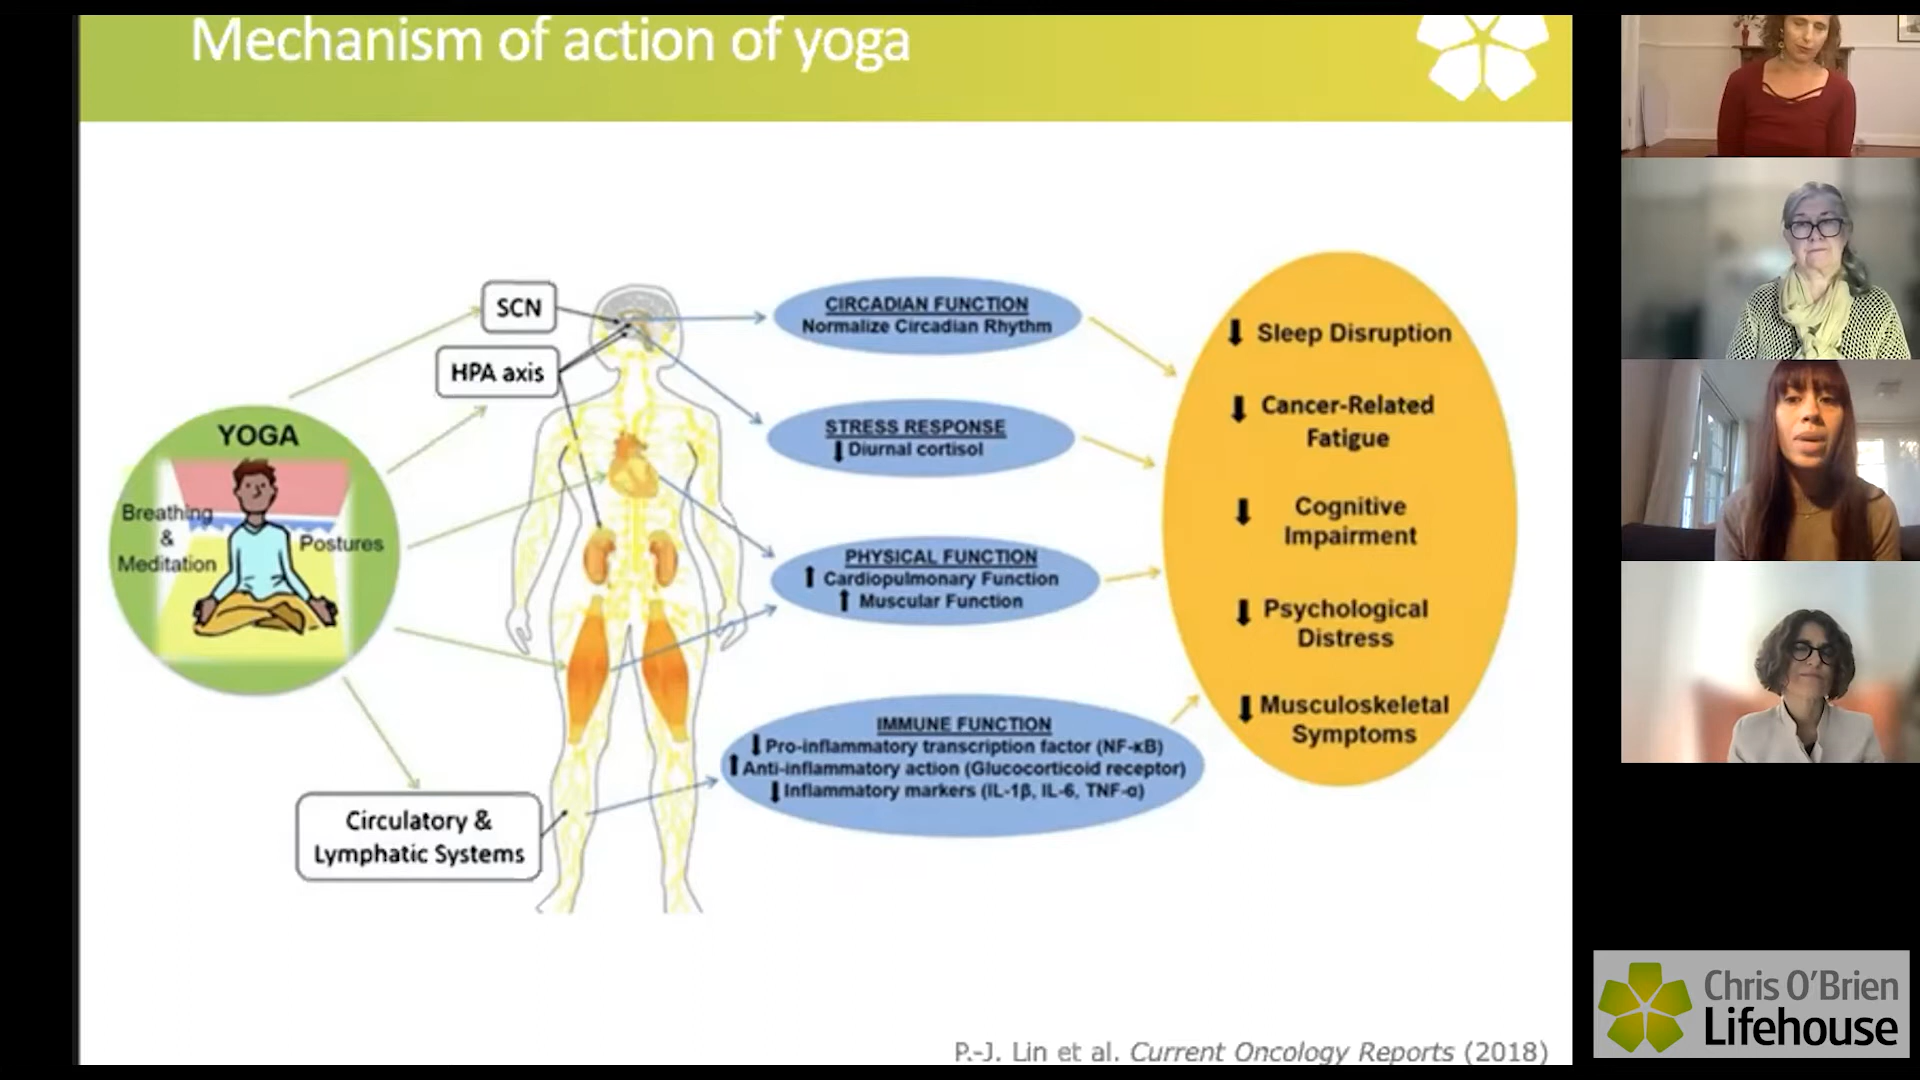 Mechanism of action of yoga
SCN
HPA axis
YOGA
Breathing
&
Meditation
Postures
Circulatory &
Lymphatic Systems
CIRCADIAN FUNCTION
Normalize Circadian Rhythm
STRESS RESPONSE
⬇ Diurnal cortisol
PHYSICAL FUNCTION
⬆ Cardiopulmonary Function
⬆ Muscular Function
IMMUNE FUNCTION
⬇ Pro-inflammatory transcription factor (NF-κB)
⬆ Anti-inflammatory action (Glucocorticoid receptor)
⬇ Inflammatory markers (IL-1β, IL-6, TNF-α)
⬇ Sleep Disruption
⬇ Cancer-Related
Fatigue
⬇ Cognitive
Impairment
⬇ Psychological
Distress
⬇ Musculoskeletal
Symptoms
P.-J. Lin et al. Current Oncology Reports (2018)
Chris O'Brien
Lifehouse